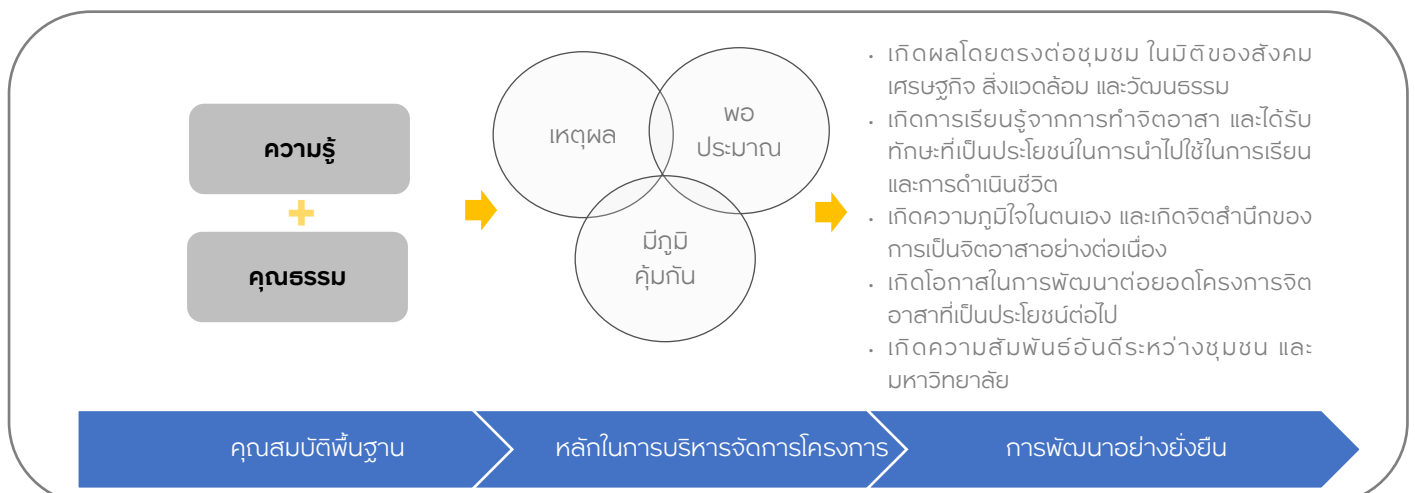 ความรู้
+
คุณธรรม
เหตุผล
พอ
ประมาณ
มีภูมิ
คุ้มกัน
• เกิดผลโดยตรงต่อชุมชม ในมิติของสังคม
เศรษฐกิจ สิ่งแวดล้อม และวัฒนธรรม
• เกิดการเรียนรู้จากการทำจิตอาสา และได้รับ
ทักษะที่เป็นประโยชน์ในการนำไปใช้ในการเรียน
และการดำเนินชีวิต
• เกิดความภูมิใจในตนเอง และเกิดจิตสำนึกของ
การเป็นจิตอาสาอย่างต่อเนื่อง
• เกิดโอกาสในการพัฒนาต่อยอดโครงการจิต
อาสาที่เป็นประโยชน์ต่อไป
• เกิดความสัมพันธ์อันดีระหว่างชุมชน และ
มหาวิทยาลัย
คุณสมบัติพื้นฐาน
หลักในการบริหารจัดการโครงการ
การพัฒนาอย่างยั่งยืน